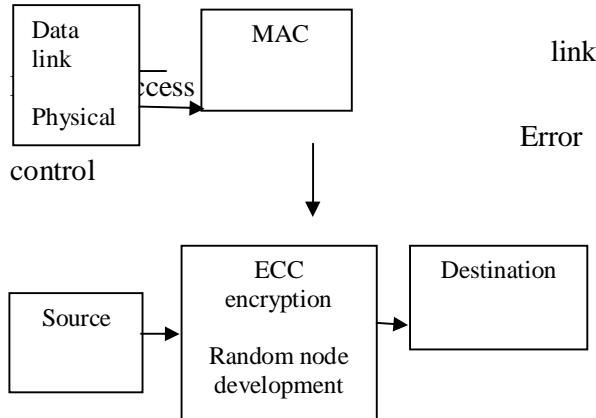 Data
link
Physical
MAC
link
Error
control
Source
ECC
encryption
Random node
development
Destination